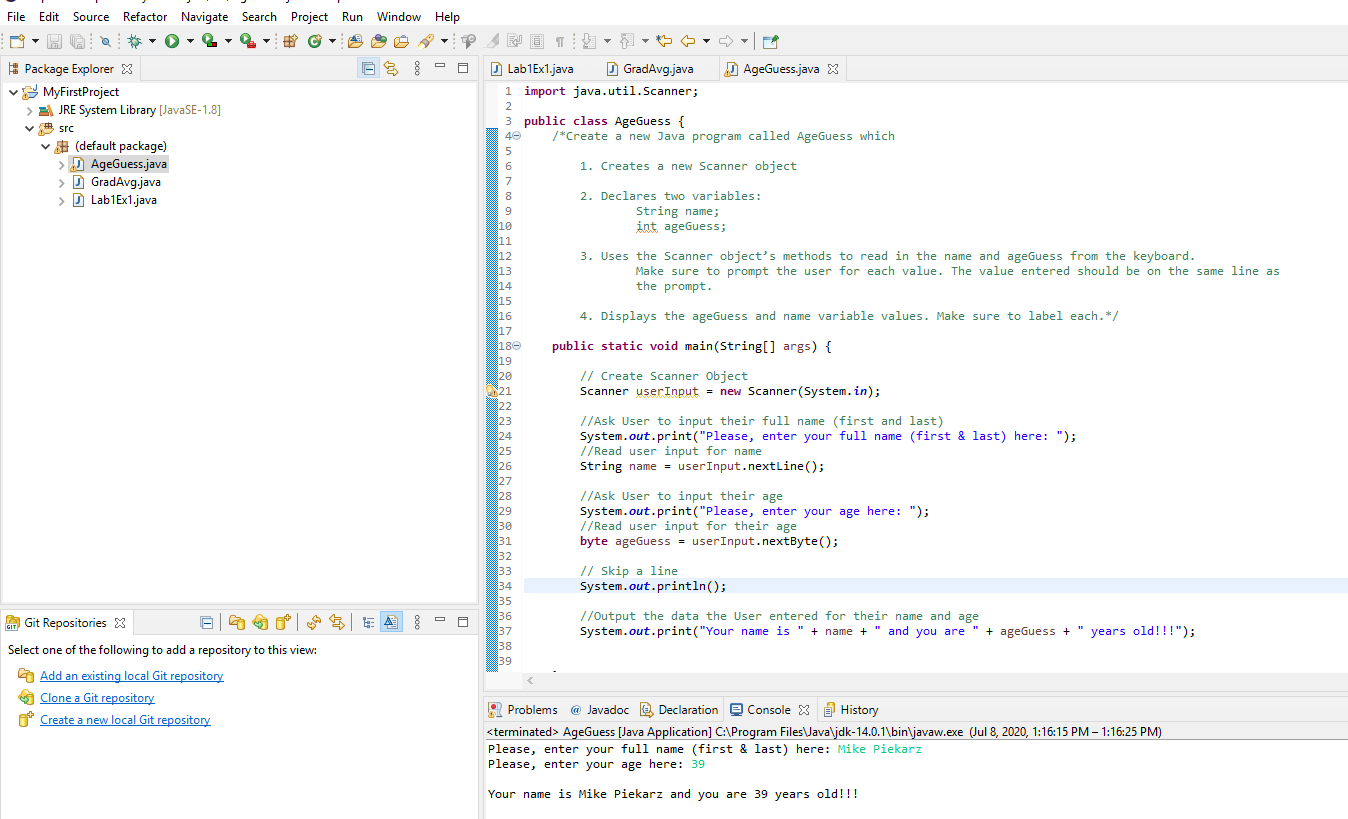 File Edit Source Refactor Navigate Search Project Run Window Help
Package Explorer
MyFirstProject
JRE System Library [JavaSE-1.8]
src
(default package)
AgeGuess.java
GradAvg.java
Lab1Ex1.java
Git Repositories
Select one of the following to add a repository to this view:
Add an existing local Git repository
Clone a Git repository
Create a new local Git repository
Lab1Ex1.java GradAvg.java AgeGuess.java
1 import java.util.Scanner;
2
3 public class AgeGuess {
4 /*Create a new Java program called AgeGuess which
5
6 1. Creates a new Scanner object
7
8 2. Declares two variables:
9 String name;
10 int ageGuess;
11
12 3. Uses the Scanner object’s methods to read in the name and ageGuess from the keyboard.
13 Make sure to prompt the user for each value. The value entered should be on the same line as
14 the prompt.
15
16 4. Displays the ageGuess and name variable values. Make sure to label each.*/
17
18 public static void main(String[] args) {
19
20 // Create Scanner Object
21 Scanner userInput = new Scanner(System.in);
22
23 //Ask User to input their full name (first and last)
24 System.out.print("Please, enter your full name (first & last) here: ");
25 //Read user input for name
26 String name = userInput.nextLine();
27
28 //Ask User to input their age
29 System.out.print("Please, enter your age here: ");
30 //Read user input for their age
31 byte ageGuess = userInput.nextByte();
32
33 // Skip a line
34 System.out.println();
35
36 //Output the data the User entered for their name and age
37 System.out.print("Your name is " + name + " and you are " + ageGuess + " years old!!!");
38
39
Problems Javadoc Declaration Console History
<terminated> AgeGuess [Java Application] C:\Program Files\Java\jdk-14.0.1\bin\javaw.exe (Jul 8, 2020, 1:16:15 PM – 1:16:25 PM)
Please, enter your full name (first & last) here: Mike Piekarz
Please, enter your age here: 39

Your name is Mike Piekarz and you are 39 years old!!!